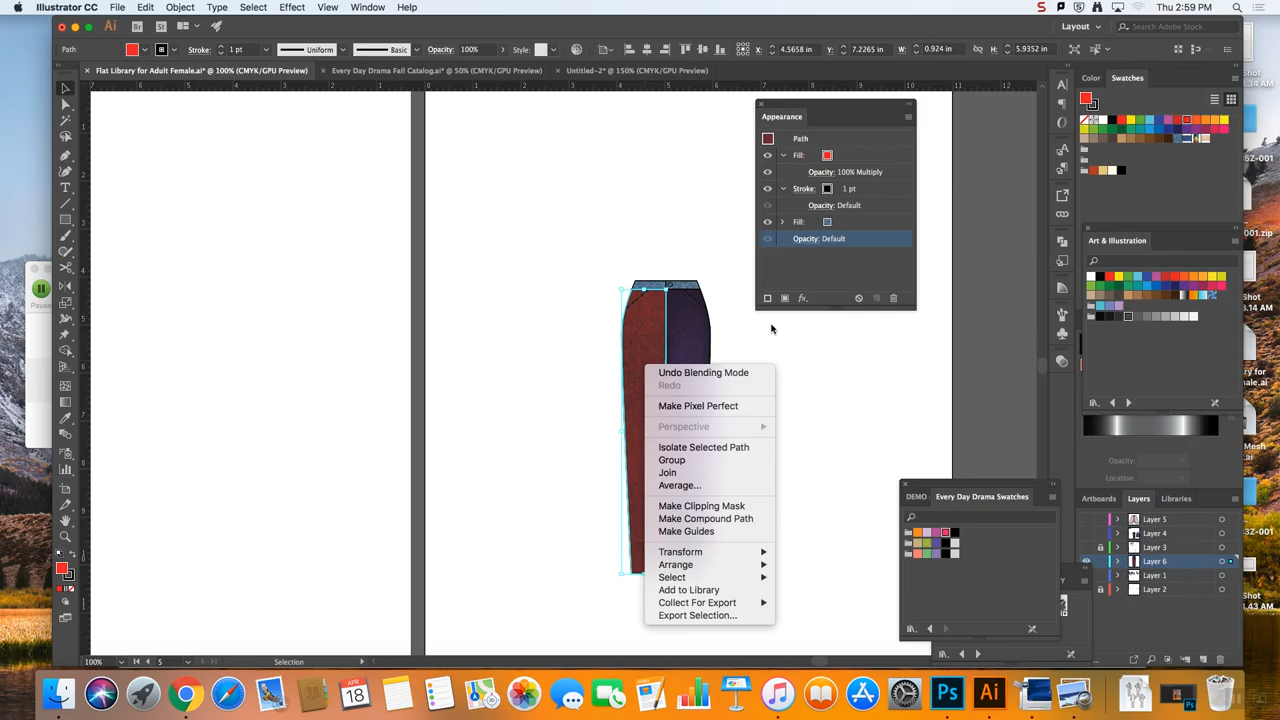 Illustrator CC File Edit Object Type Select Effect View Window Help
Thu 2:59 PM
Layout
Search Adobe Stock
Path Stroke: 1 pt Uniform Basic Opacity: 100% Style: X: 4.5658 in Y: 7.2265 in W: 0.924 in H: 5.9352 in
Flat Library for Adult Female.ai* @ 100% (CMYK/GPU Preview)
Every Day Drama Fall Catalog.ai* @ 50% (CMYK/GPU Preview)
Untitled-2* @ 150% (CMYK/GPU Preview)
Appearance
Path
Fill:
Opacity: 100% Multiply
Stroke: 1 pt
Opacity: Default
Fill:
Opacity: Default
fx
Undo Blending Mode
Redo
Make Pixel Perfect
Perspective
Isolate Selected Path
Group
Join
Average...
Make Clipping Mask
Make Compound Path
Make Guides
Transform
Arrange
Select
Add to Library
Collect For Export
Export Selection...
Color Swatches
Art & Illustration
Opacity:
Location:
DEMO Every Day Drama Swatches
Artboards Layers Libraries
Layer 5
Layer 4
Layer 3
Layer 6
Layer 1
Layer 2
100% 5 Selection
Pause
APR
18
Ps
Ai